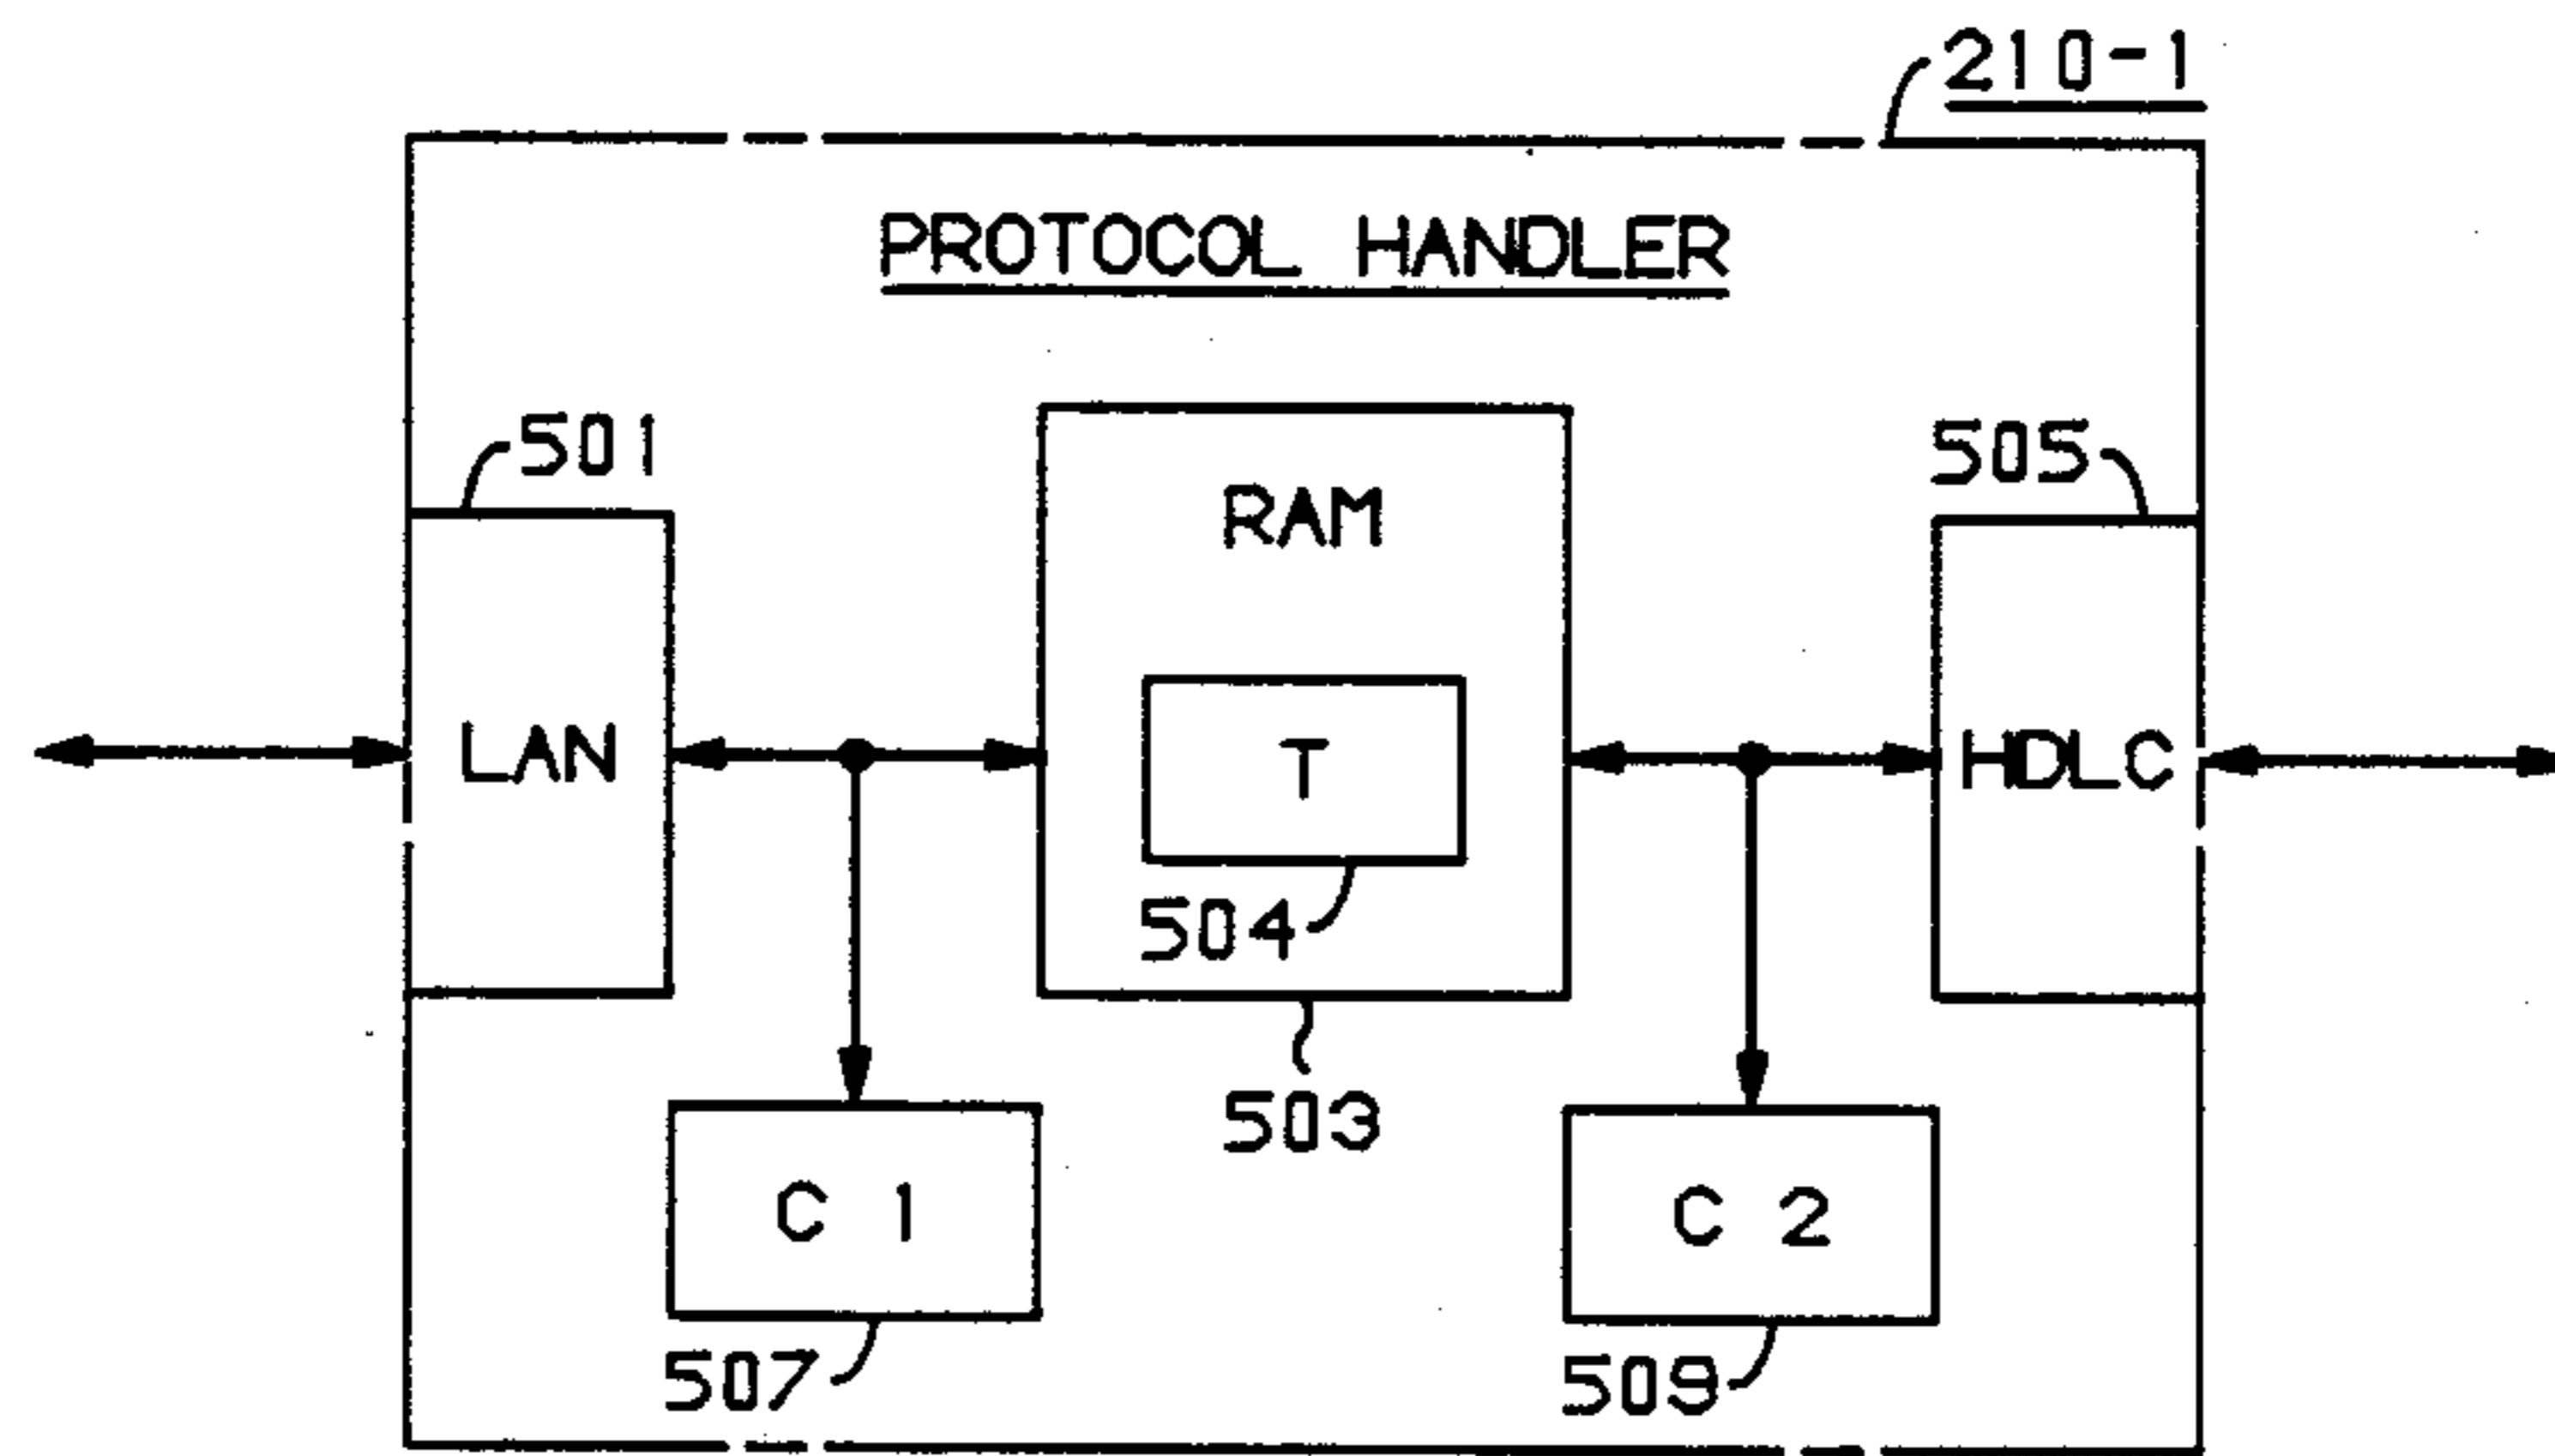 210-1
PROTOCOL HANDLER
501
505
RAM
LAN
T
HDLC
504
503
C 1
C 2
507
509